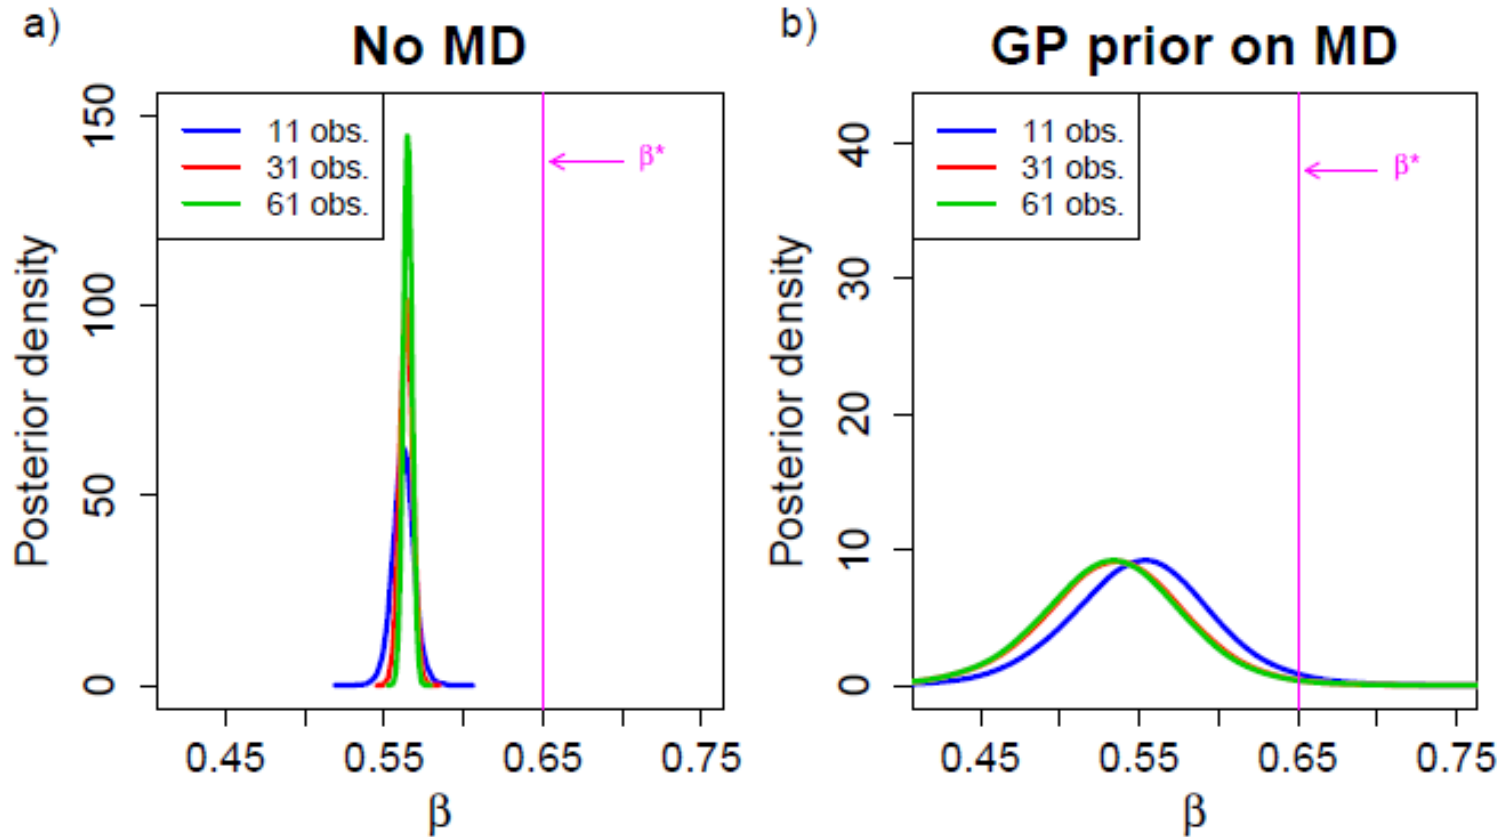 a)
No MD
150
100
50
0
Posterior density
11 obs.
31 obs.
61 obs.
β*
0.45
0.55
0.65
0.75
β
b)
GP prior on MD
40
30
20
10
0
Posterior density
11 obs.
31 obs.
61 obs.
β*
0.45
0.55
0.65
0.75
β